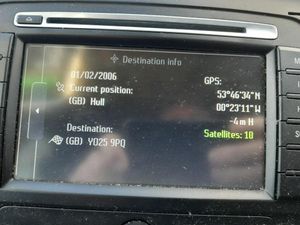 Destination info
01/02/2006
GPS:
Current position:
53°46'34"N
(GB) Hull
00°23'11"W
-4m H
Destination:
Satellites: 10
(GB) YO25 9PQ